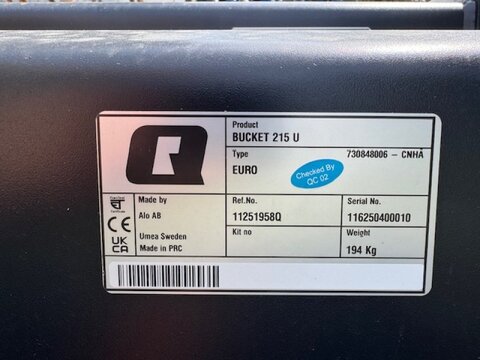 Product
BUCKET 215 U
Type 730848006 - CNHÄ
EURO
Checked By
QC 02
Made by
Alo AB
Umea Sweden
Made in PRC
Ref.No.
11251958Q
Serial No.
116250400010
Kit no
Weight
194 Kg
CE
UK
CA